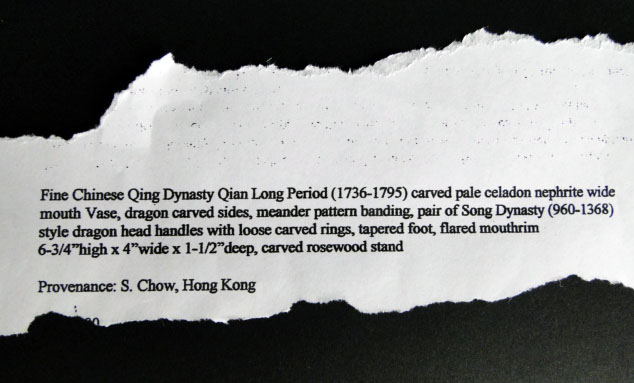 Fine Chinese Qing Dynasty Qian Long Period (1736-1795) carved pale celadon nephrite wide
mouth Vase, dragon carved sides, meander pattern banding, pair of Song Dynasty (960-1368)
style dragon head handles with loose carved rings, tapered foot, flared mouthrim
6-3/4”high x 4”wide x 1-1/2”deep, carved rosewood stand
Provenance: S. Chow, Hong Kong